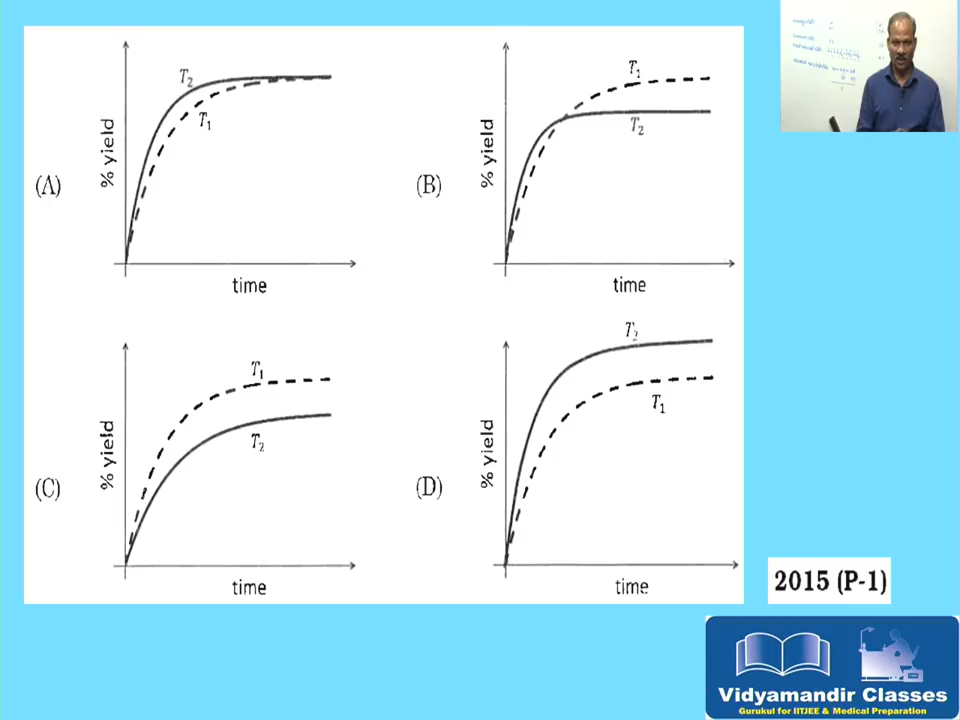 (A)
% yield
T2
T1
time
(B)
% yield
T1
T2
time
(C)
% yield
T1
T2
time
(D)
% yield
T2
T1
time
2015 (P-1)
Vidyamandir Classes
Gurukul for IITJEE & Medical Preparation